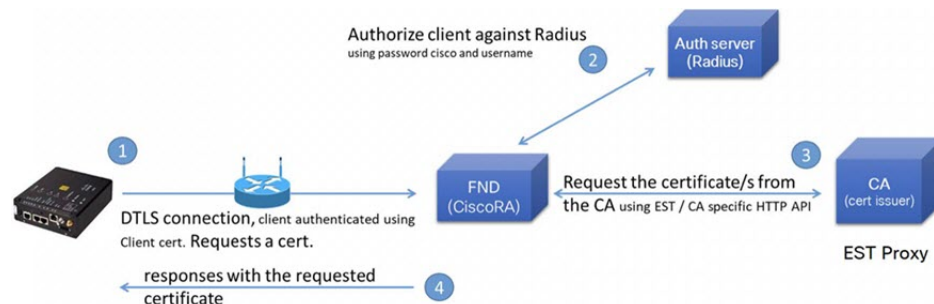 Authorize client against Radius
using password cisco and username
2
Auth server
(Radius)
1
3
FND
(CiscoRA)
Request the certificate/s from
the CA using EST / CA specific HTTP API
CA
(cert issuer)
DTLS connection, client authenticated using
Client cert. Requests a cert.
EST Proxy
responses with the requested
certificate
4